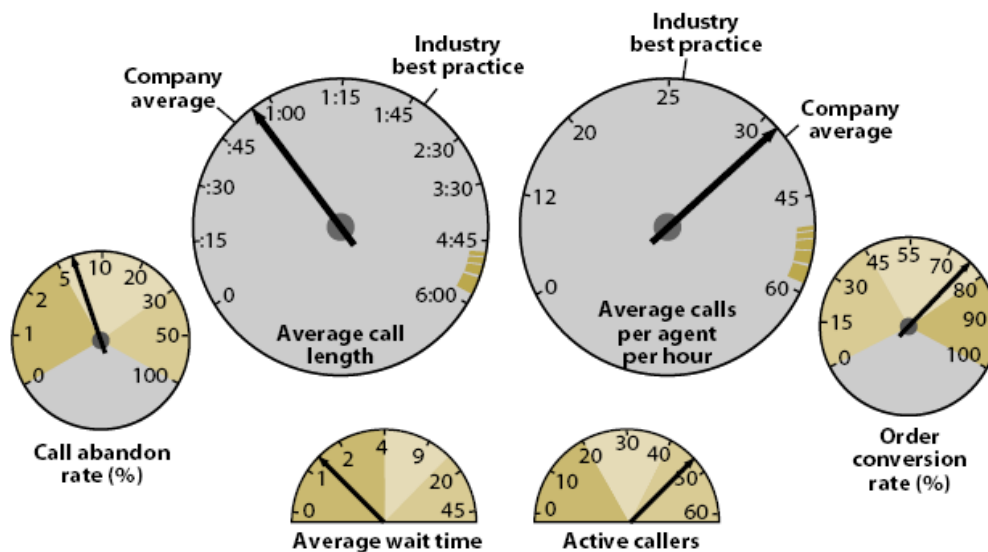 Company
average
Industry
best practice
0
:15
:30
:45
1:00
1:15
1:45
2:30
3:30
4:45
6:00
Average call
length
Industry
best practice
Company
average
0
12
20
25
30
45
60
Average calls
per agent
per hour
0
1
2
5
10
20
30
50
100
Call abandon
rate (%)
0
15
30
45
55
70
80
90
100
Order
conversion
rate (%)
0
1
2
4
9
20
45
Average wait time
0
10
20
30
40
50
60
Active callers